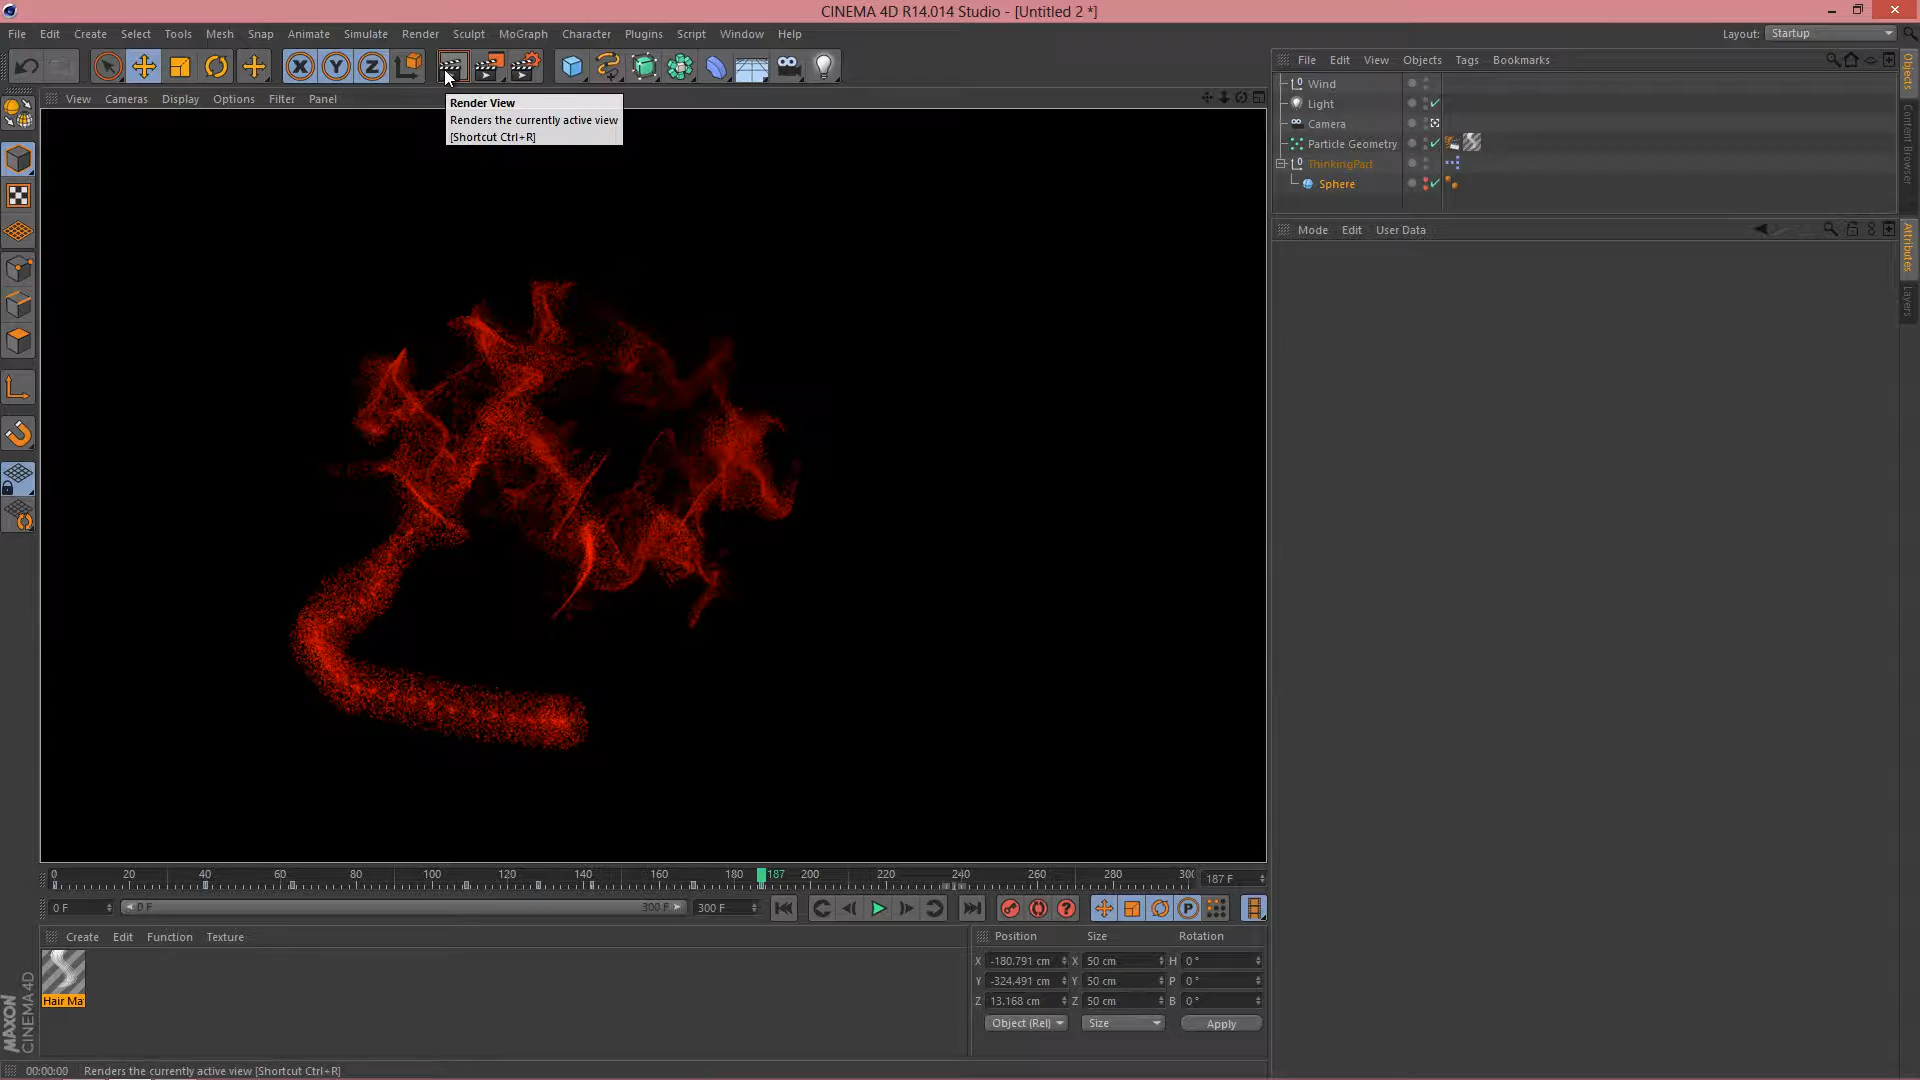 CINEMA 4D R14.014 Studio - [Untitled 2 *]
File Edit Create Select Tools Mesh Snap Animate Simulate Render Sculpt MoGraph Character Plugins Script Window Help
Layout: Startup
X Y Z
View Cameras Display Options Filter Panel
Render View
Renders the currently active view
[Shortcut Ctrl+R]
File Edit View Objects Tags Bookmarks
Wind
Light
Camera
Particle Geometry
ThinkingPart
Sphere
Mode Edit User Data
Objects
Content Browser
Attributes
Layers
0 20 40 60 80 100 120 140 160 180 187 200 220 240 260 280 300
187 F
0 F 0 F 300 F 300 F
P
Create Edit Function Texture
Hair Ma
Position Size Rotation
X -180.791 cm X 50 cm H 0 °
Y -324.491 cm Y 50 cm P 0 °
Z 13.168 cm Z 50 cm B 0 °
Object (Rel) Size Apply
MAXON
CINEMA 4D
00:00:00 Renders the currently active view [Shortcut Ctrl+R]